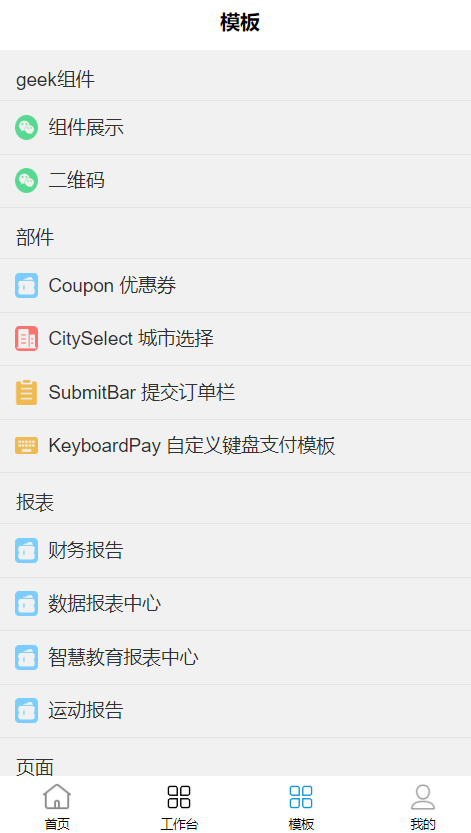 模板
geek组件
组件展示
二维码
部件
Coupon 优惠券
CitySelect 城市选择
SubmitBar 提交订单栏
KeyboardPay 自定义键盘支付模板
报表
财务报告
数据报表中心
智慧教育报表中心
运动报告
页面
首页
工作台
模板
我的